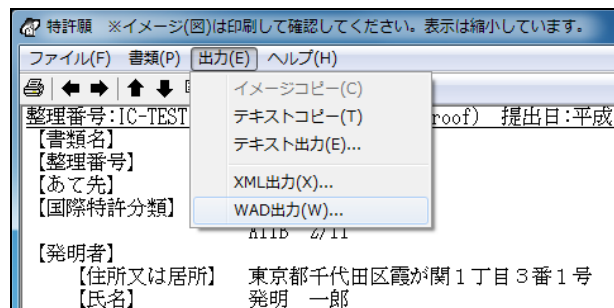 特許願 ※イメージ(図)は印刷して確認してください。表示は縮小しています。
ファイル(F) 書類(P) 出力(E) ヘルプ(H)
イメージコピー(C)
テキストコピー(T)
テキスト出力(E)...
XML出力(X)...
WAD出力(W)...
整理番号:IC-TEST roof) 提出日:平成
【書類名】
【整理番号】
【あて先】
【国際特許分類】
【発明者】
【住所又は居所】 東京都千代田区霞が関1丁目3番1号
【氏名】 発明 一郎